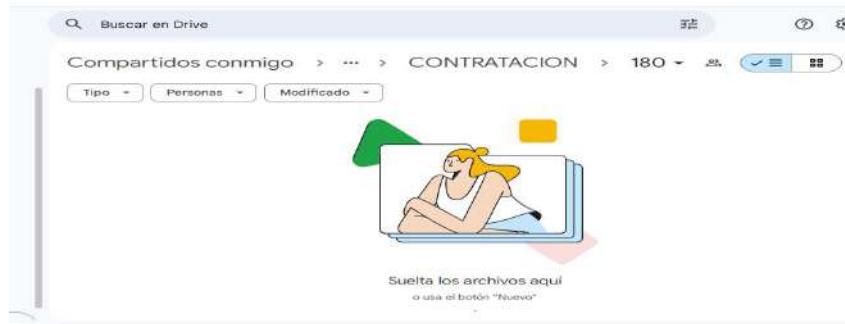 Buscar en Drive
Compartidos conmigo > ... > CONTRATACION > 180
Tipo Personas Modificado
Suelta los archivos aquí
o usa el botón "Nuevo"